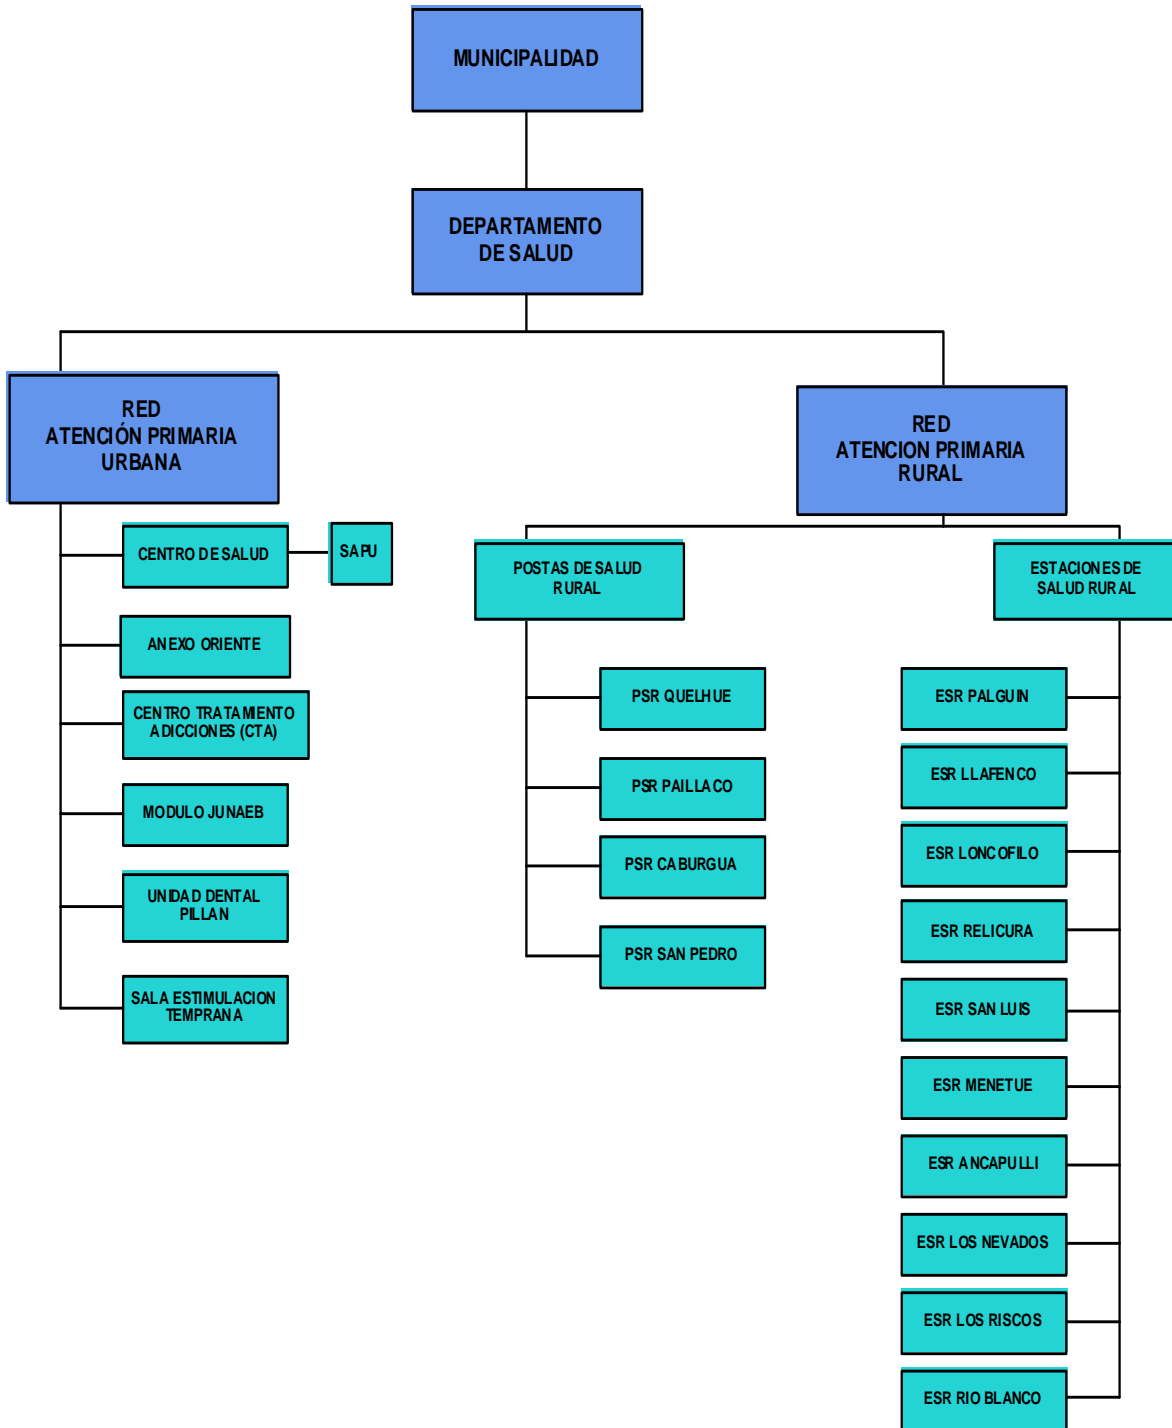 MUNICIPALIDAD
DEPARTAMENTO
DE SALUD
RED
ATENCIÓN PRIMARIA
URBANA
RED
ATENCION PRIMARIA
RURAL
CENTRO DE SALUD
SAPU
ANEXO ORIENTE
CENTRO TRATAMIENTO
ADICCIONES (CTA)
MODULO JUNAEB
UNIDAD DENTAL
PILLAN
SALA ESTIMULACION
TEMPRANA
POSTAS DE SALUD
RURAL
PSR QUELHUE
PSR PAILLACO
PSR CABURGUA
PSR SAN PEDRO
ESTACIONES DE
SALUD RURAL
ESR PALGUIN
ESR LLAFENCO
ESR LONCOFILO
ESR RELICURA
ESR SAN LUIS
ESR MENETUE
ESR ANCAPULLI
ESR LOS NEVADOS
ESR LOS RISCOS
ESR RIO BLANCO